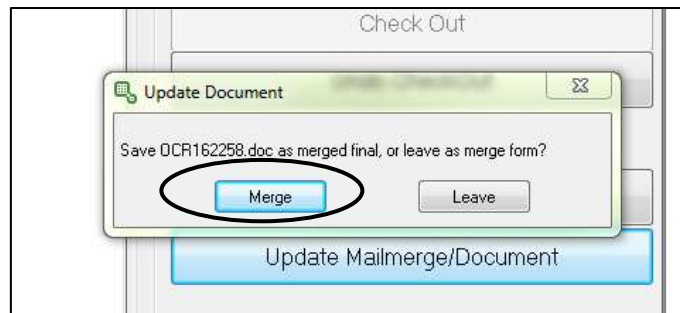 Check Out
Update Document
Save OCR162258.doc as merged final, or leave as merge form?
Merge
Leave
Update Mailmerge/Document